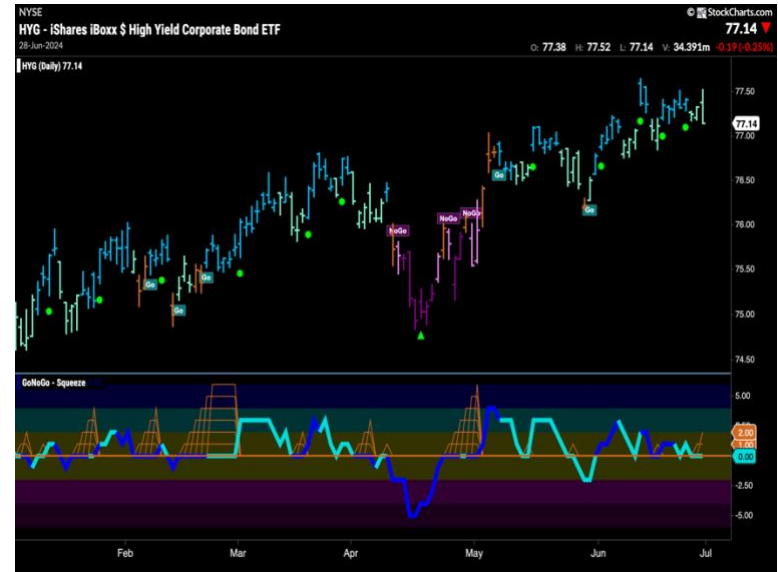 NYSE
© StockCharts.com
HYG - iShares iBoxx $ High Yield Corporate Bond ETF
77.14
28-Jun-2024
O: 77.38 H: 77.52 L: 77.14 V: 34.391m -0.19 (-0.25%)
HYG (Daily) 77.14
77.50
77.14
77.00
76.50
Go
Go
NoGo
NoGo
NoGo
76.00
75.50
Go
Go
Go
75.00
74.50
GoNoGo - Squeeze
5.00
2.00
1.00
0.00
-2.50
-5.00
Feb
Mar
Apr
May
Jun
Jul